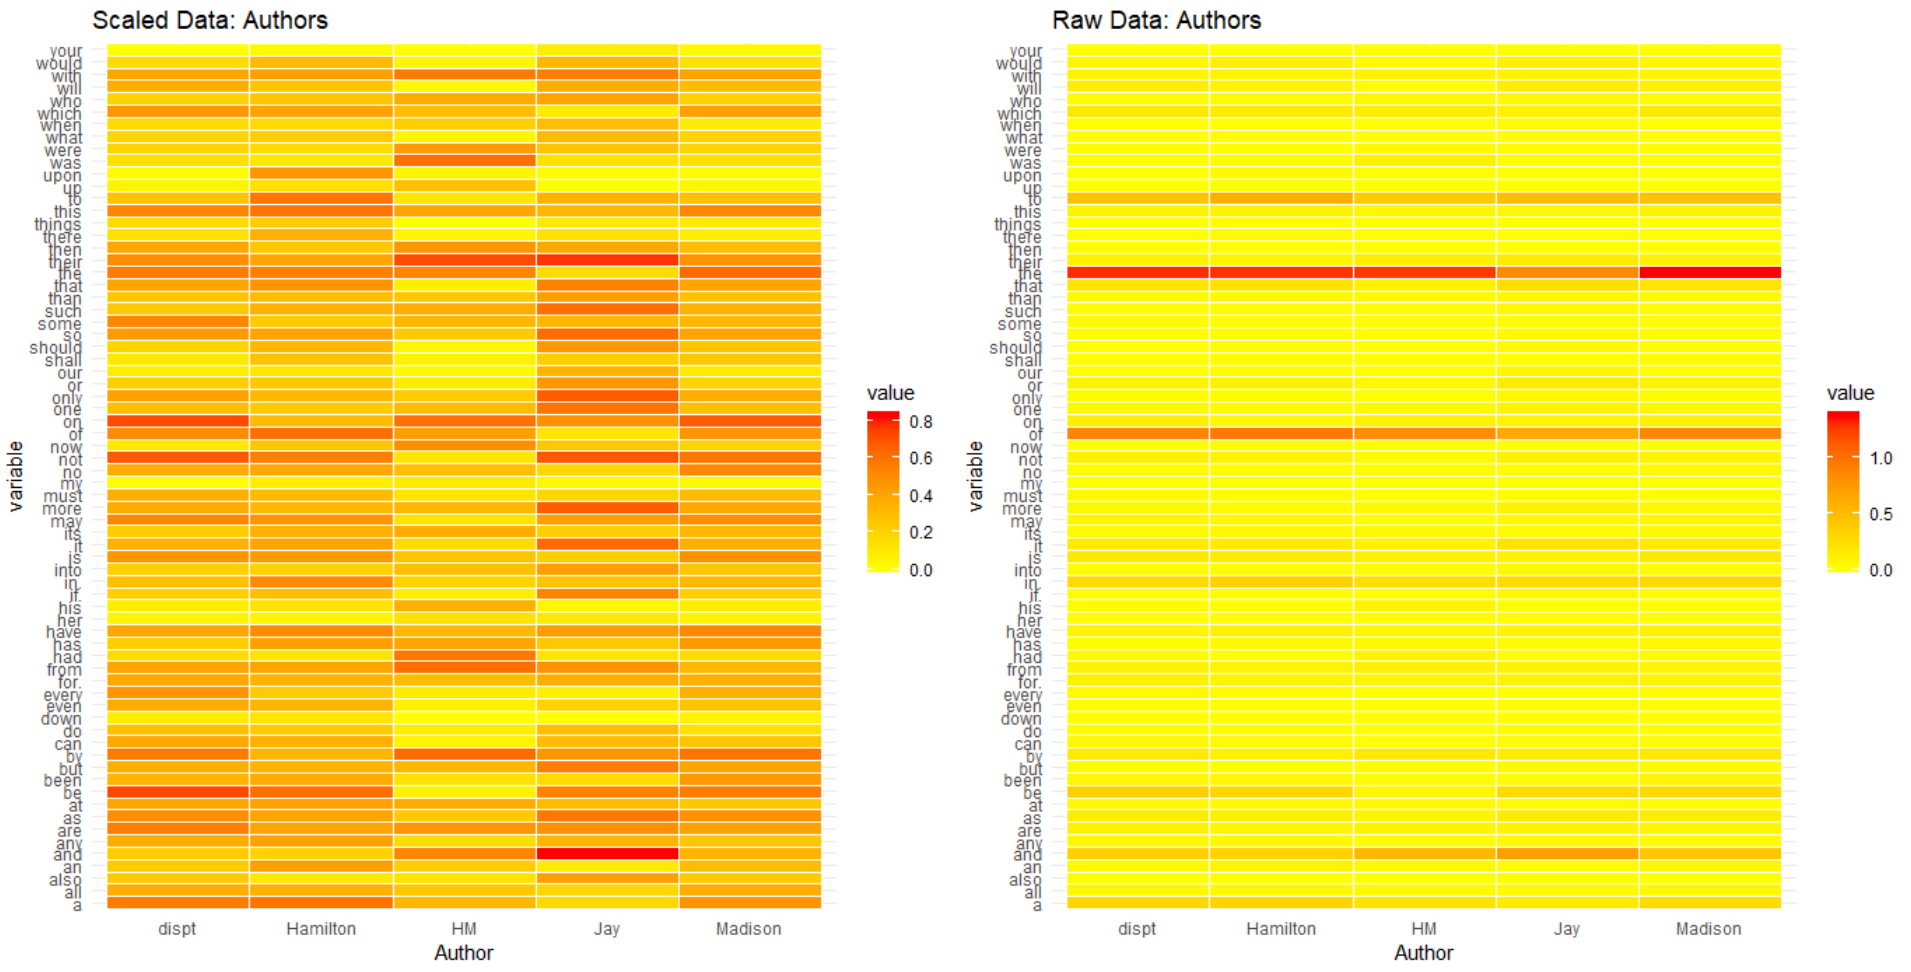 Scaled Data: Authors
your
would
with
will
who
which
when
what
were
was
upon
up
to
this
things
there
then
their
the
that
than
such
some
so
should
shall
our
or
only
one
on
of
now
not
no
my
must
more
may
its
it
is
into
in.
if.
his
her
have
has
had
from
for.
every
even
down
do
can
by
but
been
be
at
as
are
any
and
an
also
all
a
variable
dispt Hamilton HM Jay Madison
Author
value
0.8
0.6
0.4
0.2
0.0
Raw Data: Authors
your
would
with
will
who
which
when
what
were
was
upon
up
to
this
things
there
then
their
the
that
than
such
some
so
should
shall
our
or
only
one
on
of
now
not
no
my
must
more
may
its
it
is
into
in.
if.
his
her
have
has
had
from
for.
every
even
down
do
can
by
but
been
be
at
as
are
any
and
an
also
all
a
variable
dispt Hamilton HM Jay Madison
Author
value
1.0
0.5
0.0